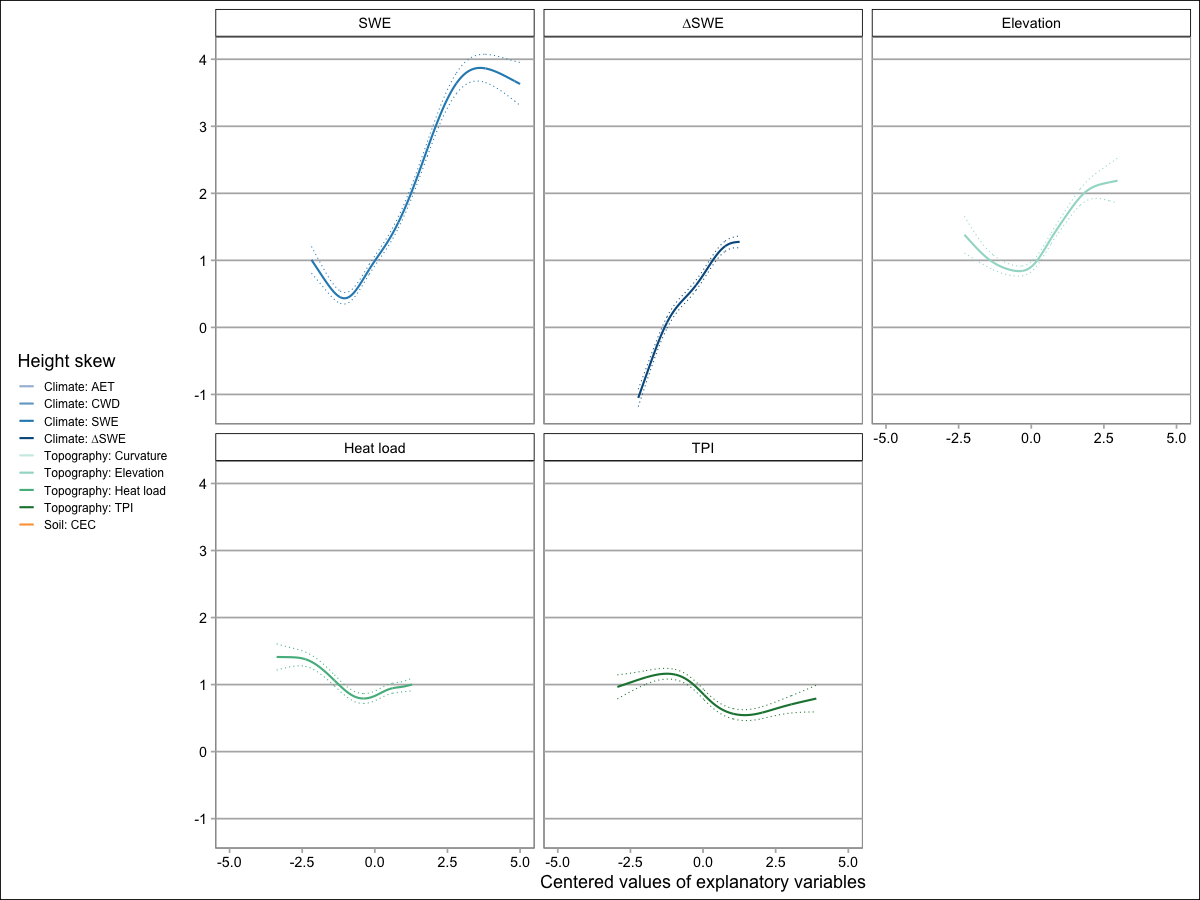 SWE
∆SWE
Elevation
4
3
2
1
0
-1
-5.0 -2.5 0.0 2.5 5.0
Height skew
Climate: AET
Climate: CWD
Climate: SWE
Climate: ∆SWE
Topography: Curvature
Topography: Elevation
Topography: Heat load
Topography: TPI
Soil: CEC
Heat load
TPI
4
3
2
1
0
-1
-5.0 -2.5 0.0 2.5 5.0
-5.0 -2.5 0.0 2.5 5.0
Centered values of explanatory variables